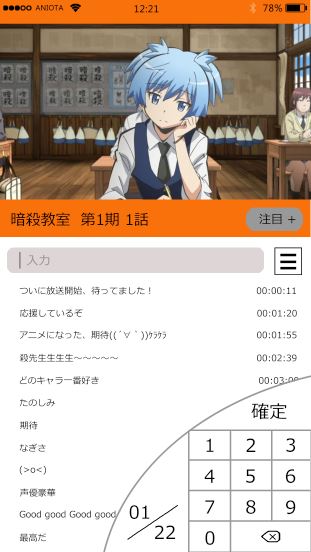 ANIOTA 12:21 78%
暗殺 暗殺 暗殺
暗殺教室 第1期 1話 注目 +
入力
ついに放送開始、待ってました！ 00:00:11
応援しているぞ 00:01:20
アニメになった、期待((´∀｀))ｹﾗｹﾗ 00:01:55
殺先生生生生～～～～～ 00:02:39
どのキャラ一番好き 00:03:09
たのしみ
確定
期待
1 2 3
なぎさ
4 5 6
(>o<)
声優豪華
7 8 9
Good good Good good
01
22
0
最高だ